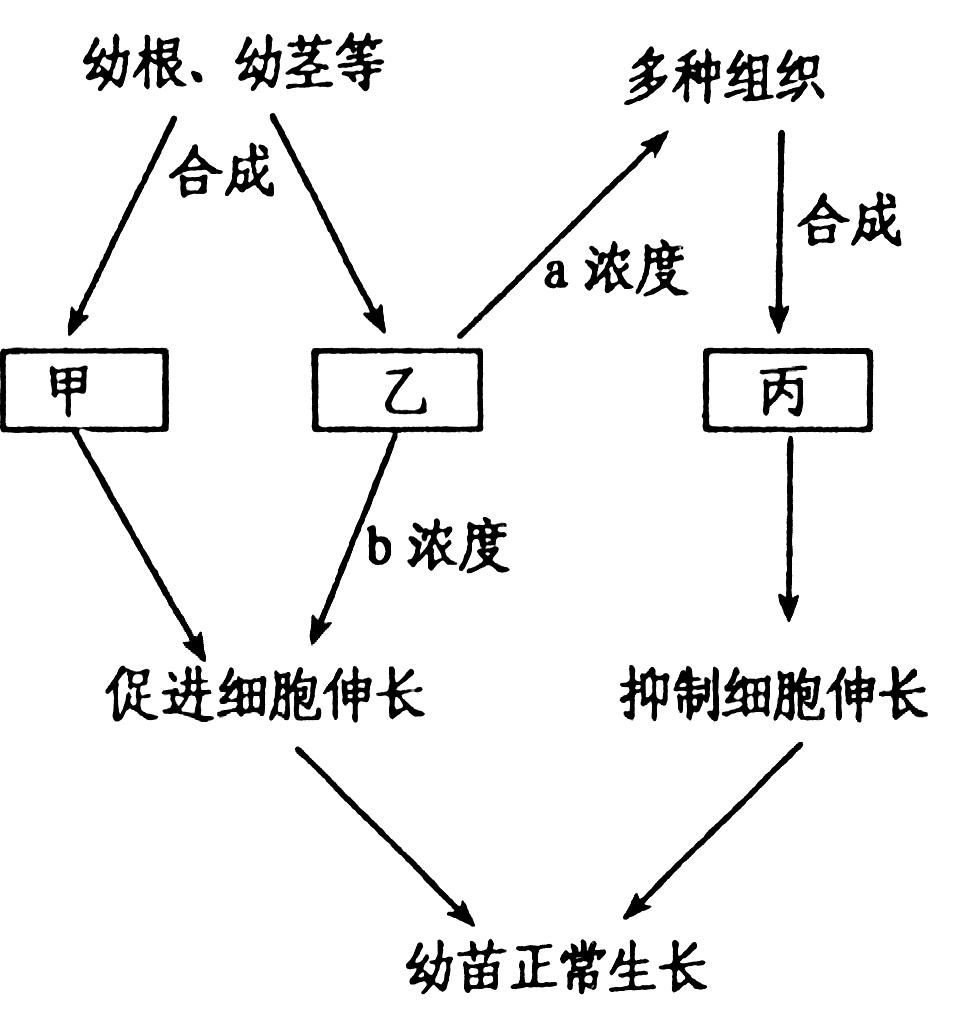 幼根、幼茎等
多种组织
合成
合成
a 浓度
甲
乙
丙
b 浓度
促进细胞伸长
抑制细胞伸长
幼苗正常生长